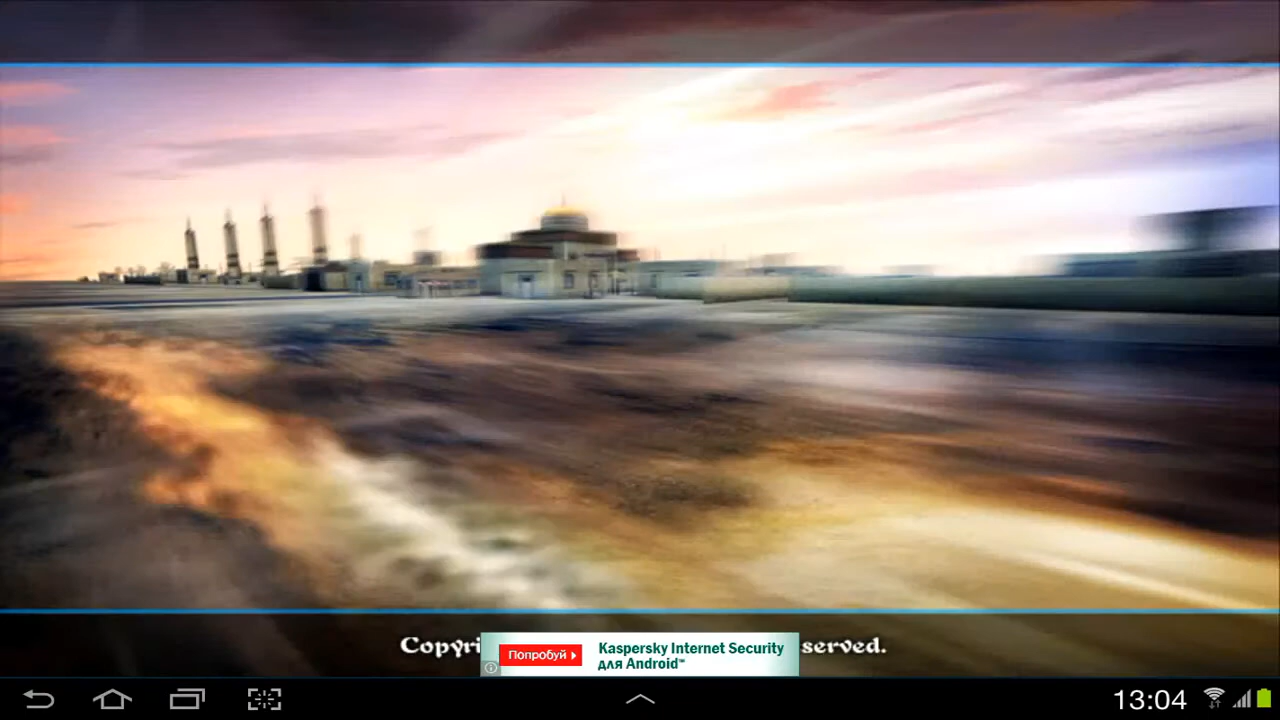 Copyri served.
Попробуй
Kaspersky Internet Security
для Android™
13:04